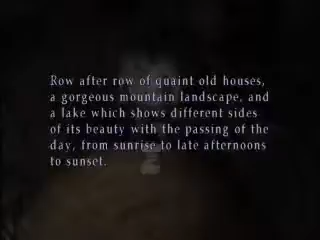 Row after row of quaint old houses,
a gorgeous mountain landscape, and
a lake which shows different sides
of its beauty with the passing of the
day, from sunrise to late afternoons
to sunset.